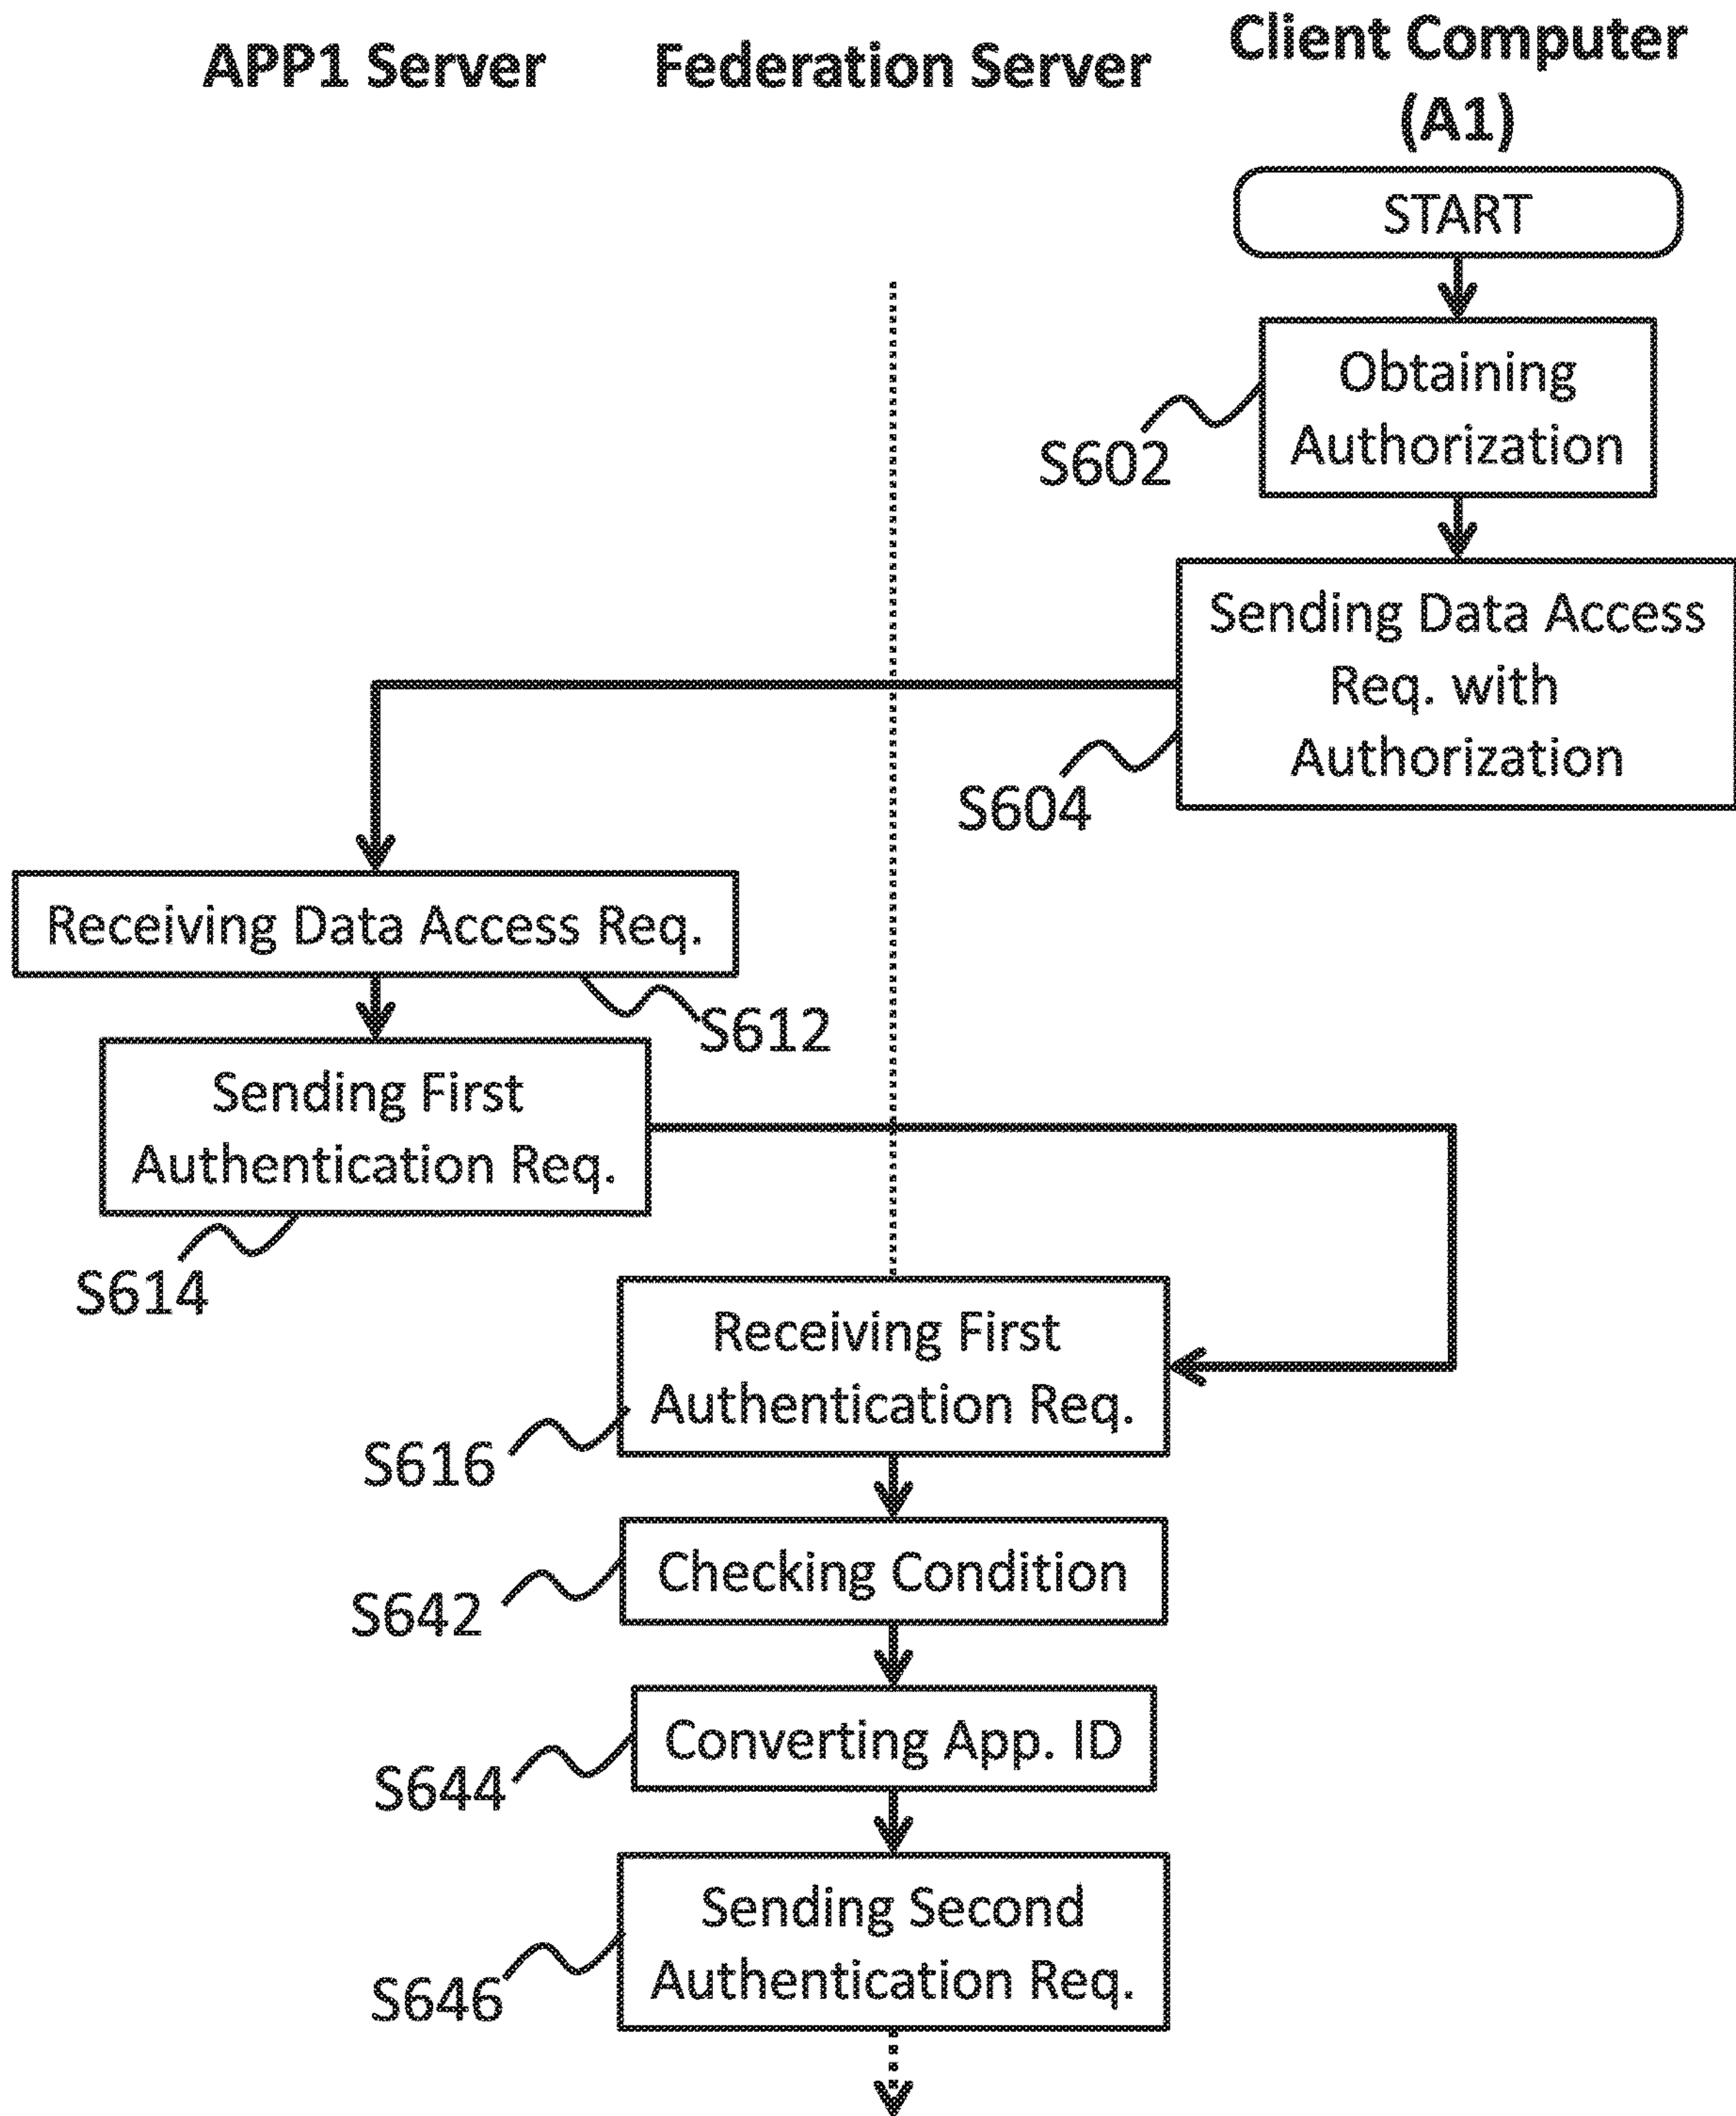 APP1 Server
Federation Server
Client Computer
(A1)
START
Obtaining
Authorization
S602
Sending Data Access
Req. with
Authorization
S604
Receiving Data Access Req.
S612
Sending First
Authentication Req.
S614
Receiving First
Authentication Req.
S616
Checking Condition
S642
Converting App. ID
S644
Sending Second
Authentication Req.
S646